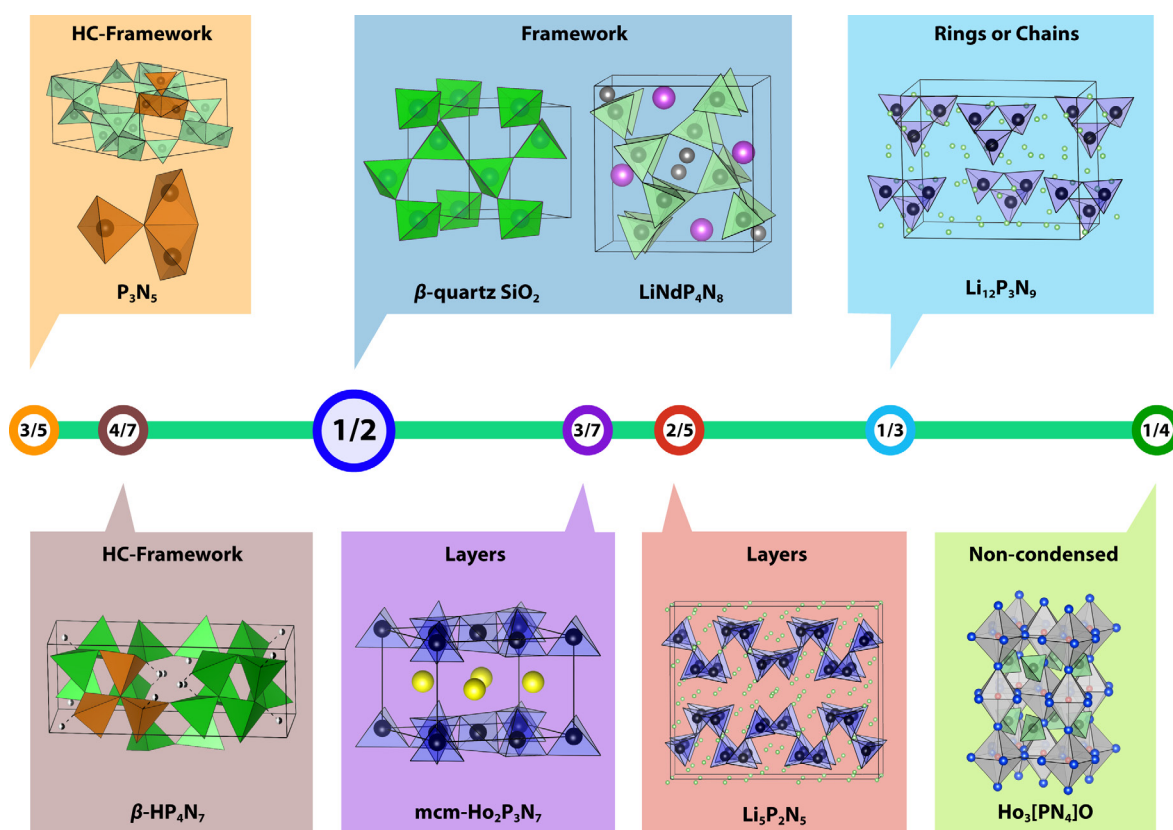 HC-Framework
P₃N₅
Framework
β-quartz SiO₂
LiNdP₄N₈
Rings or Chains
Li₁₂P₃N₉
3/5
4/7
1/2
3/7
2/5
1/3
1/4
HC-Framework
β-HP₄N₇
Layers
mcm-Ho₂P₃N₇
Layers
Li₅P₂N₅
Non-condensed
Ho₃[PN₄]O